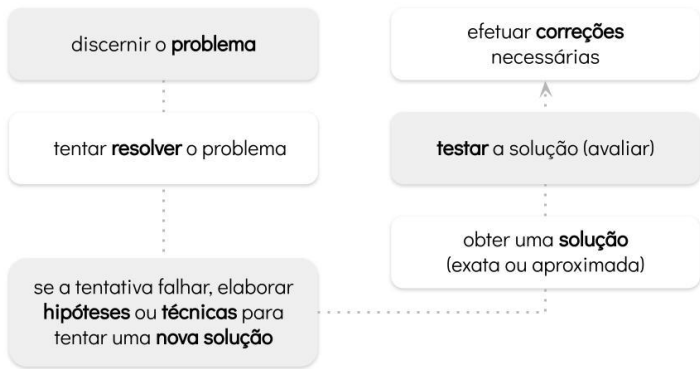 discernir o problema
tentar resolver o problema
se a tentativa falhar, elaborar
hipóteses ou técnicas para
tentar uma nova solução
obter uma solução
(exata ou aproximada)
testar a solução (avaliar)
efetuar correções
necessárias